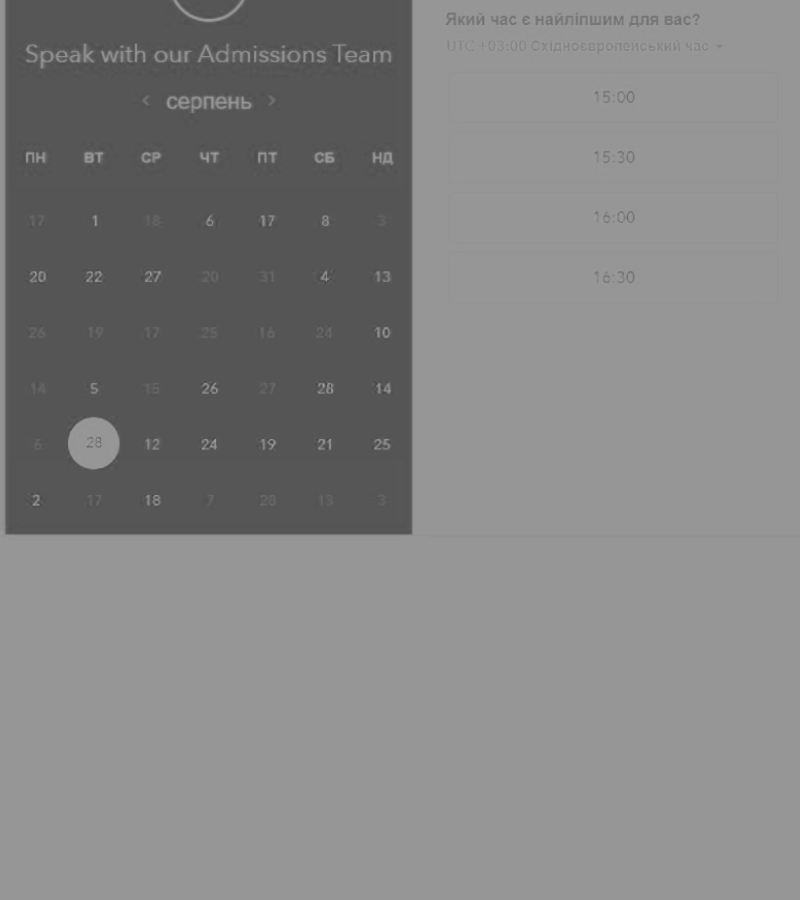 Speak with our Admissions Team
‹ серпень ›
ПН ВТ СР ЧТ ПТ СБ НД
17 1 18 6 17 8 3
20 22 27 20 31 4 13
26 19 17 25 16 24 10
14 5 15 26 27 28 14
6 28 12 24 19 21 25
2 17 18 7 28 13 3
Який час є найліпшим для вас?
UTC +03:00 Східноєвропейський час
15:00
15:30
16:00
16:30